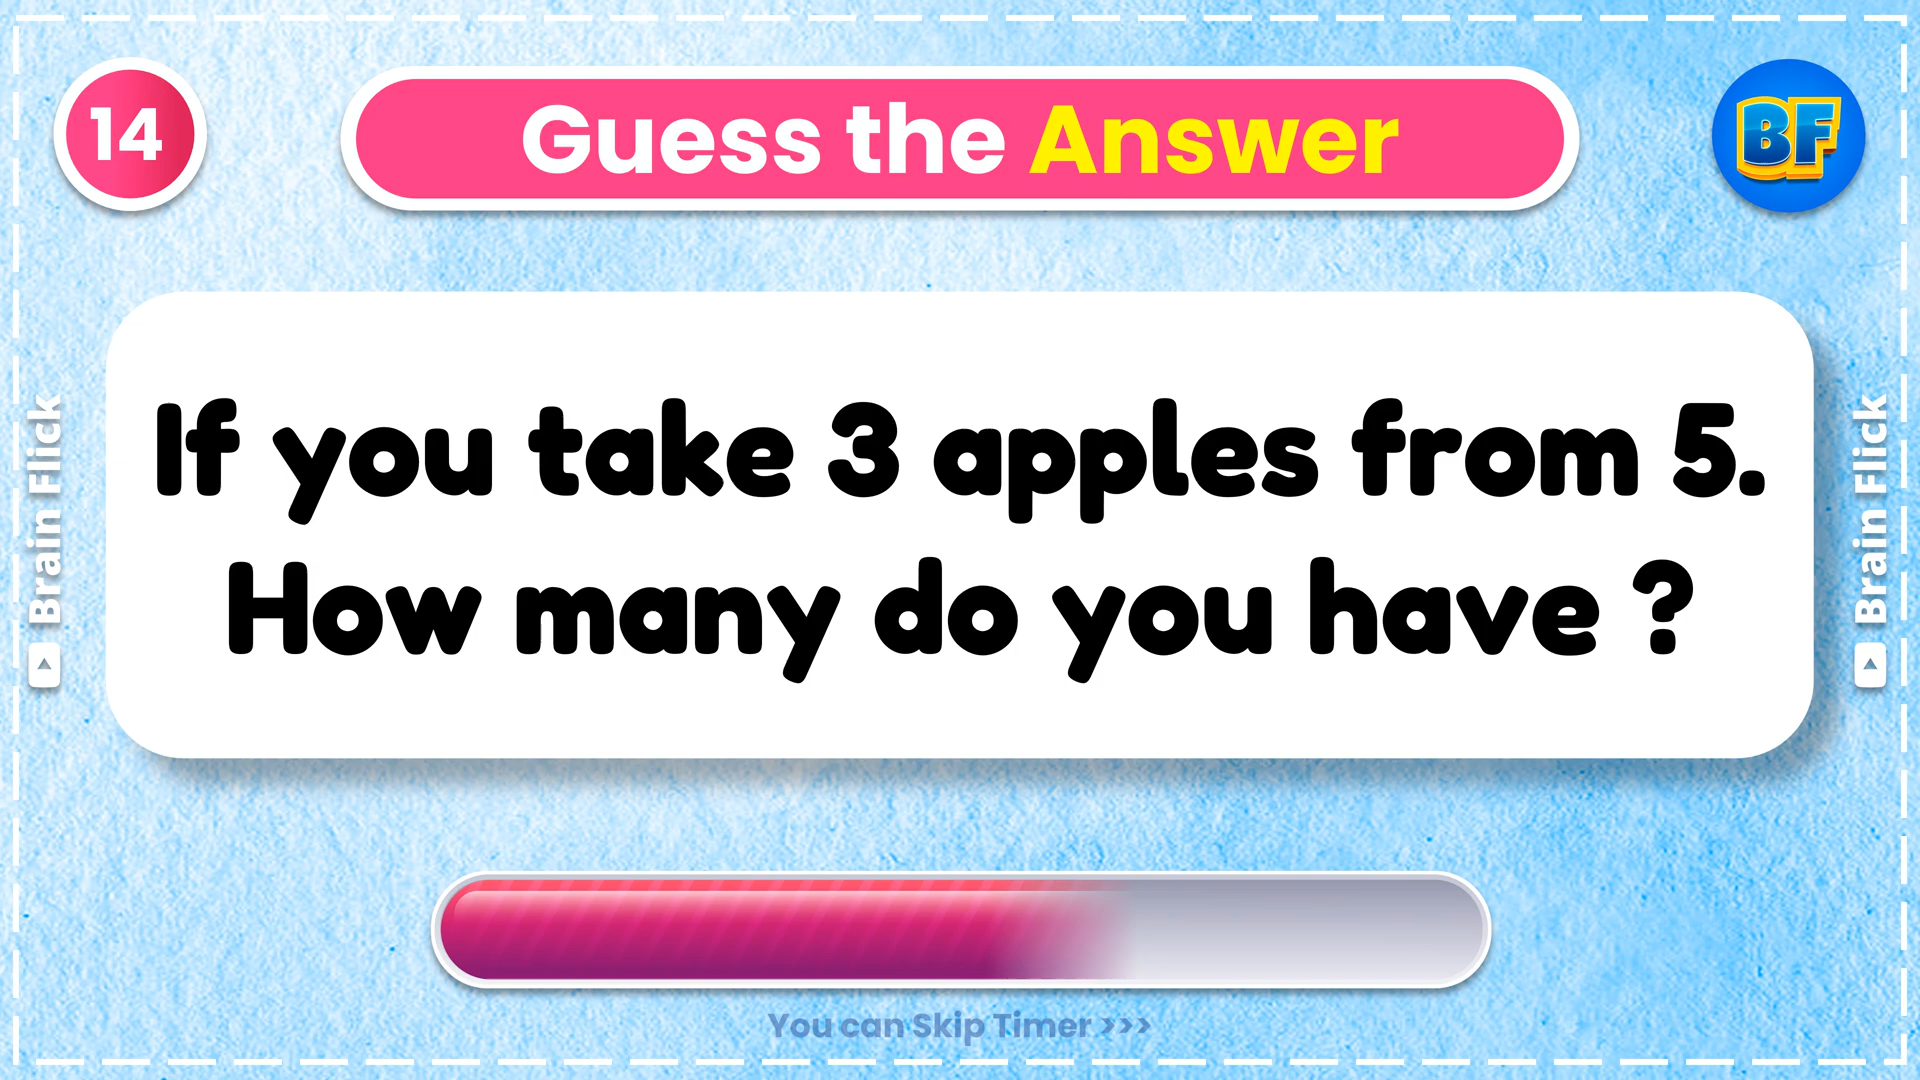 14
Guess the Answer
BF
If you take 3 apples from 5.
How many do you have ?
Brain Flick
Brain Flick
You can Skip Timer >>>